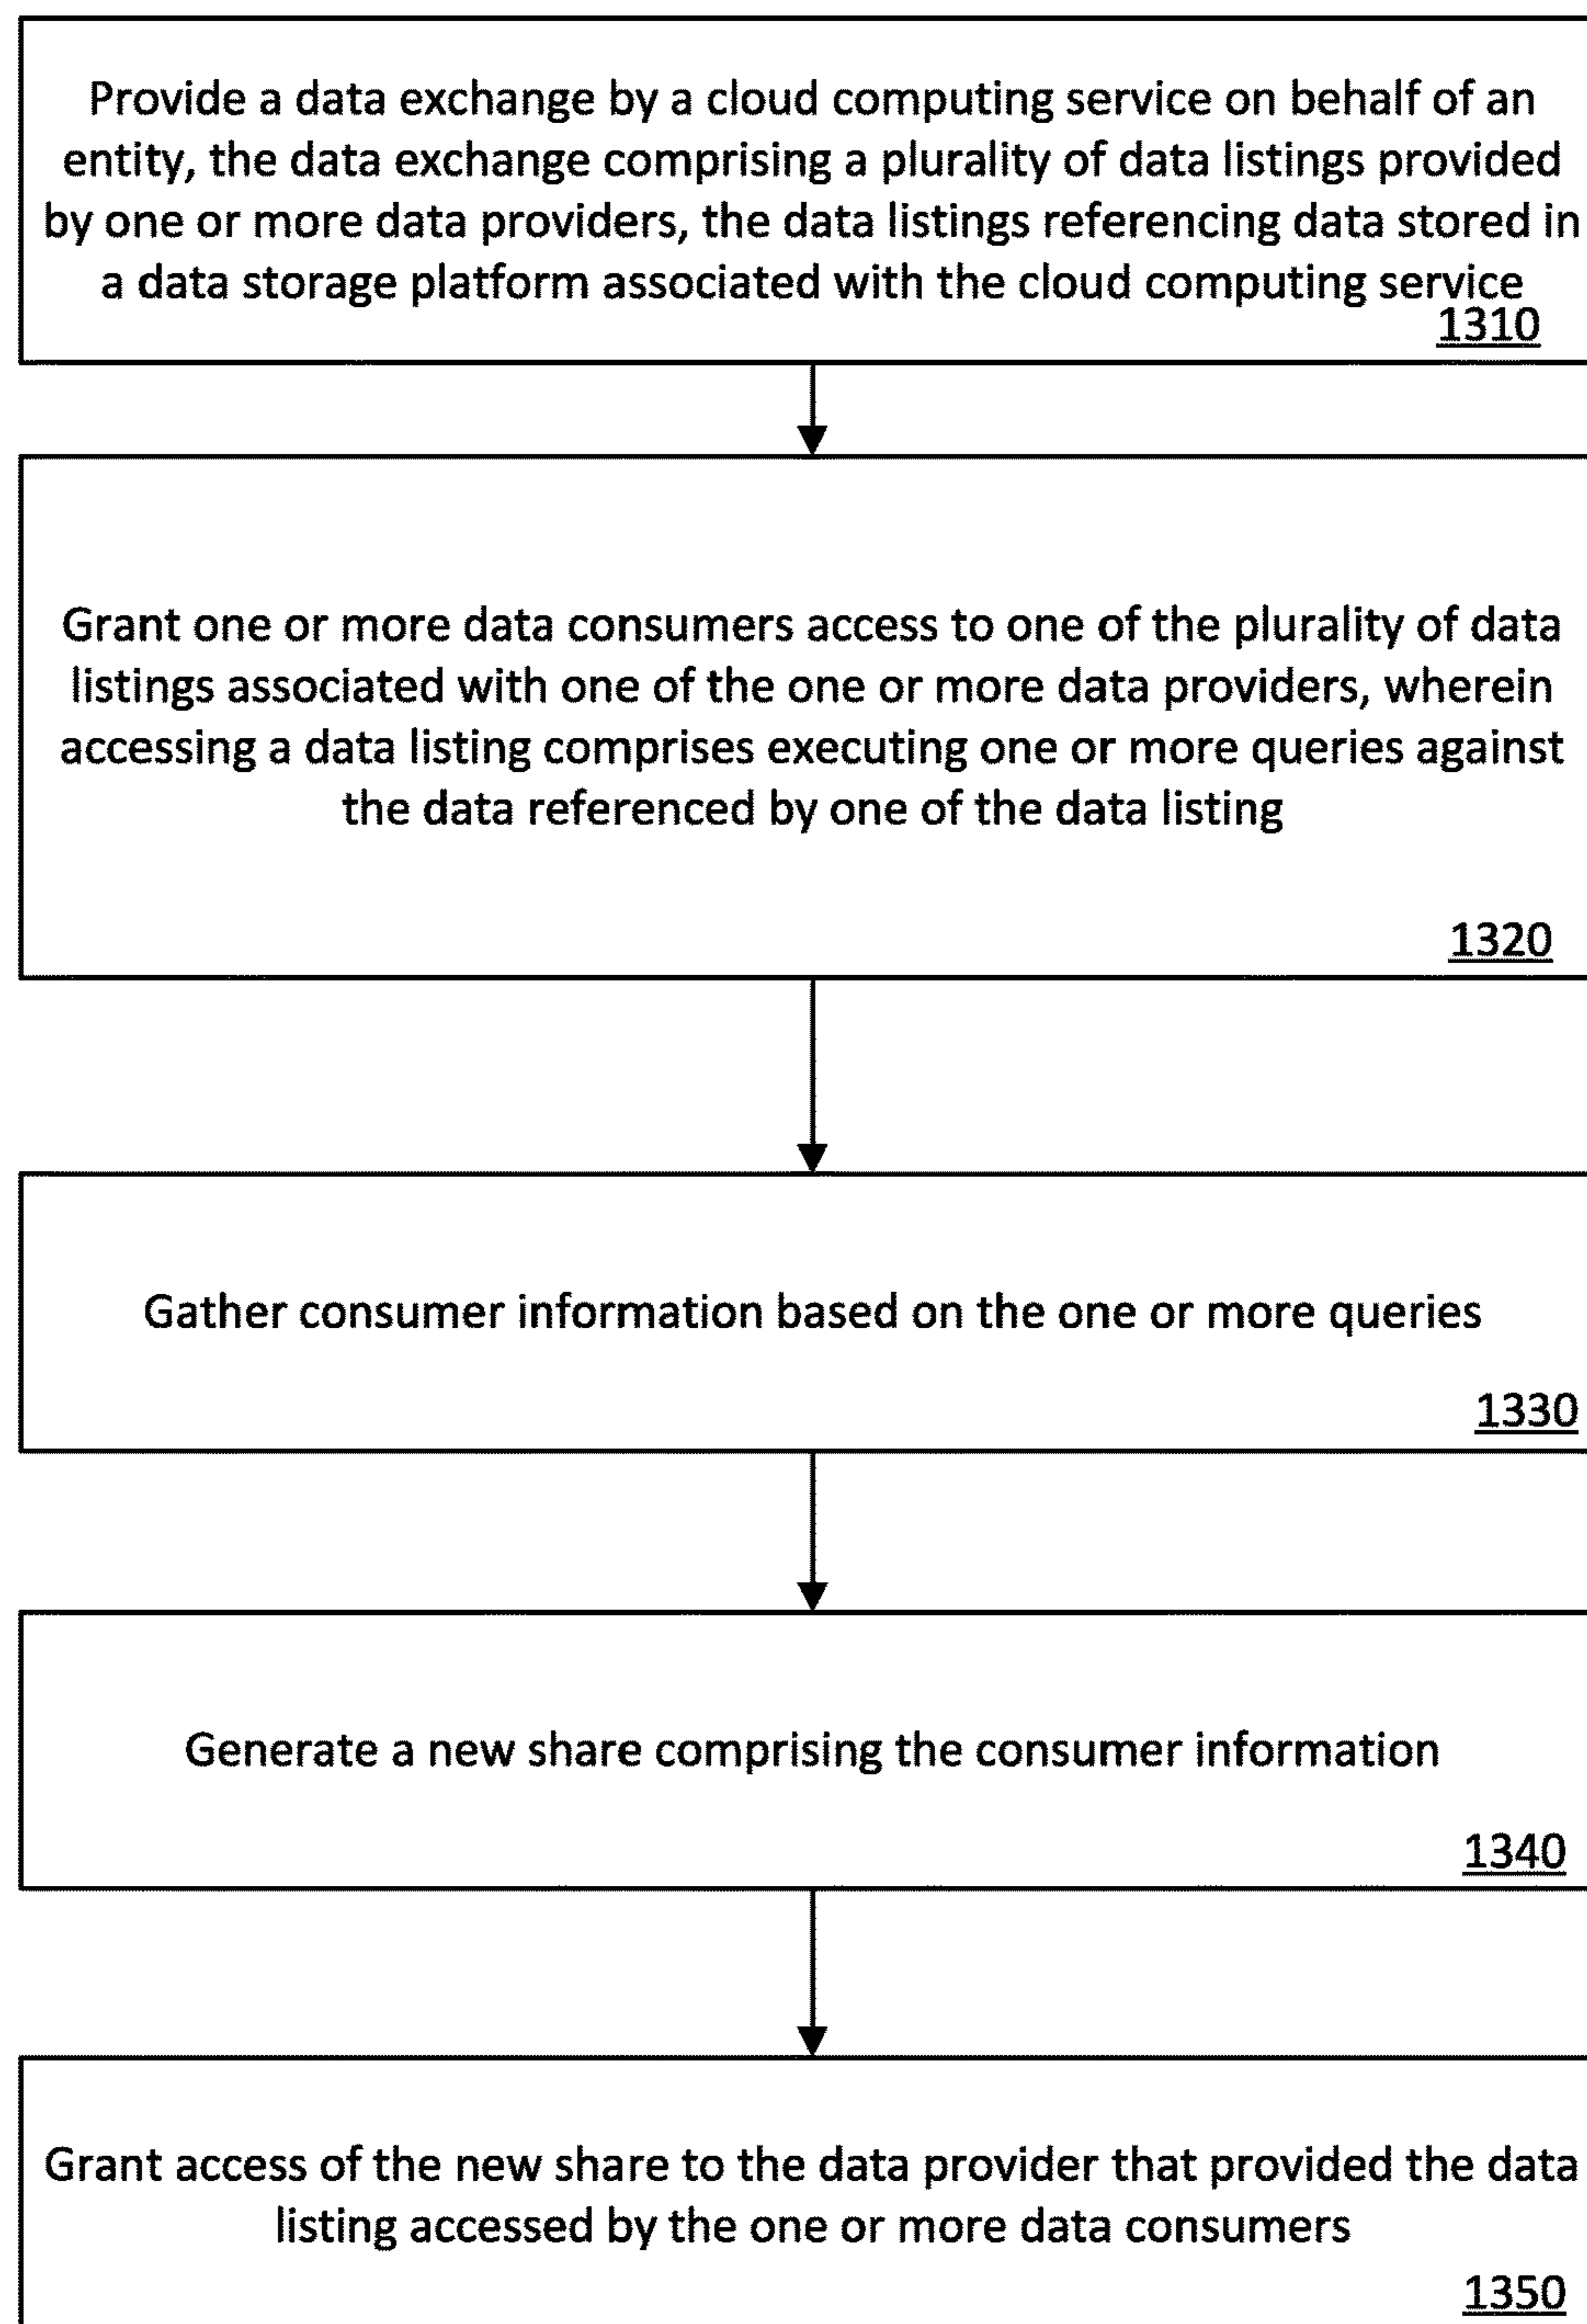 Provide a data exchange by a cloud computing service on behalf of an
entity, the data exchange comprising a plurality of data listings provided
by one or more data providers, the data listings referencing data stored in
a data storage platform associated with the cloud computing service
1310
Grant one or more data consumers access to one of the plurality of data
listings associated with one of the one or more data providers, wherein
accessing a data listing comprises executing one or more queries against
the data referenced by one of the data listing
1320
Gather consumer information based on the one or more queries
1330
Generate a new share comprising the consumer information
1340
Grant access of the new share to the data provider that provided the data
listing accessed by the one or more data consumers
1350